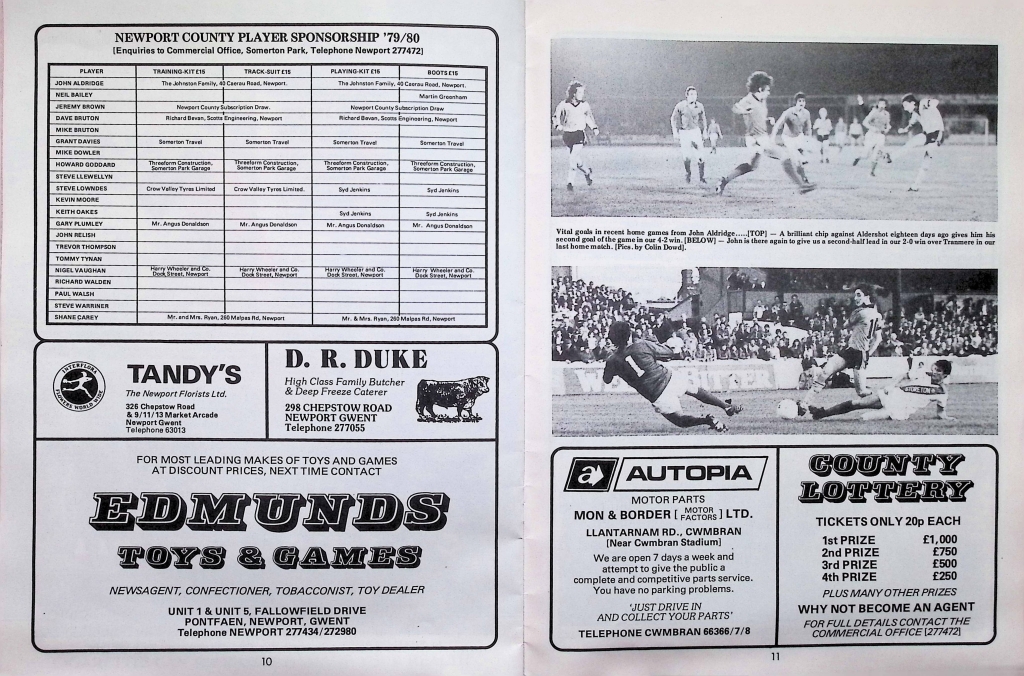 NEWPORT COUNTY PLAYER SPONSORSHIP '79/80
[Enquiries to Commercial Office, Somerton Park, Telephone Newport 277472]
PLAYER TRAINING-KIT £15 TRACK-SUIT £15 PLAYING-KIT £15 BOOTS £15
JOHN ALDRIDGE The Johnston Family, 40 Caerau Road, Newport. The Johnston Family, 40 Caerau Road, Newport.
NEIL BAILEY Martin Greenham
JEREMY BROWN Newport County Subscription Draw. Newport County Subscription Draw
DAVE BRUTON Richard Bevan, Scotts Engineering, Newport Richard Bevan, Scotts Engineering, Newport
MIKE BRUTON
GRANT DAVIES Somerton Travel Somerton Travel Somerton Travel Somerton Travel
MIKE DOWLER
HOWARD GODDARD Threeform Construction, Somerton Park Garage Threeform Construction, Somerton Park Garage Threeform Construction, Somerton Park Garage Threeform Construction, Somerton Park Garage
STEVE LLEWELLYN
STEVE LOWNDES Crow Valley Tyres Limited Crow Valley Tyres Limited. Syd Jenkins Syd Jenkins
KEVIN MOORE
KEITH OAKES Syd Jenkins Syd Jenkins
GARY PLUMLEY Mr. Angus Donaldson Mr. Angus Donaldson Mr. Angus Donaldson Mr. Angus Donaldson
JOHN RELISH
TREVOR THOMPSON
TOMMY TYNAN
NIGEL VAUGHAN Harry Wheeler and Co. Dock Street, Newport Harry Wheeler and Co. Dock Street, Newport Harry Wheeler and Co. Dock Street, Newport Harry Wheeler and Co. Dock Street, Newport
RICHARD WALDEN
PAUL WALSH
STEVE WARRINER
SHANE CAREY Mr. and Mrs. Ryan, 260 Malpas Rd, Newport Mr. & Mrs. Ryan, 260 Malpas Rd, Newport
INTERFLORA
FLOWERS WORLD WIDE
TANDY'S
The Newport Florists Ltd.
326 Chepstow Road
& 9/11/13 Market Arcade
Newport Gwent
Telephone 63013
D. R. DUKE
High Class Family Butcher
& Deep Freeze Caterer
298 CHEPSTOW ROAD
NEWPORT GWENT
Telephone 277055
FOR MOST LEADING MAKES OF TOYS AND GAMES
AT DISCOUNT PRICES, NEXT TIME CONTACT
EDMUNDS
TOYS & GAMES
NEWSAGENT, CONFECTIONER, TOBACCONIST, TOY DEALER
UNIT 1 & UNIT 5, FALLOWFIELD DRIVE
PONTFAEN, NEWPORT, GWENT
Telephone NEWPORT 277434/272980
10
Vital goals in recent home games from John Aldridge.....[TOP] — A brilliant chip against Aldershot eighteen days ago gives him his
second goal of the game in our 4-2 win. [BELOW] — John is there again to give us a second-half lead in our 2-0 win over Tranmere in our
last home match. [Pics. by Colin Dowd].
11
1
BITTER
STORETON
a
AUTOPIA
MOTOR PARTS
MON & BORDER [ MOTOR FACTORS ] LTD.
LLANTARNAM RD., CWMBRAN
[Near Cwmbran Stadium]
We are open 7 days a week and
attempt to give the public a
complete and competitive parts service.
You have no parking problems.
'JUST DRIVE IN
AND COLLECT YOUR PARTS'
TELEPHONE CWMBRAN 66366/7/8
COUNTY
LOTTERY
TICKETS ONLY 20p EACH
1st PRIZE £1,000
2nd PRIZE £750
3rd PRIZE £500
4th PRIZE £250
PLUS MANY OTHER PRIZES
WHY NOT BECOME AN AGENT
FOR FULL DETAILS CONTACT THE
COMMERCIAL OFFICE [277472]
11